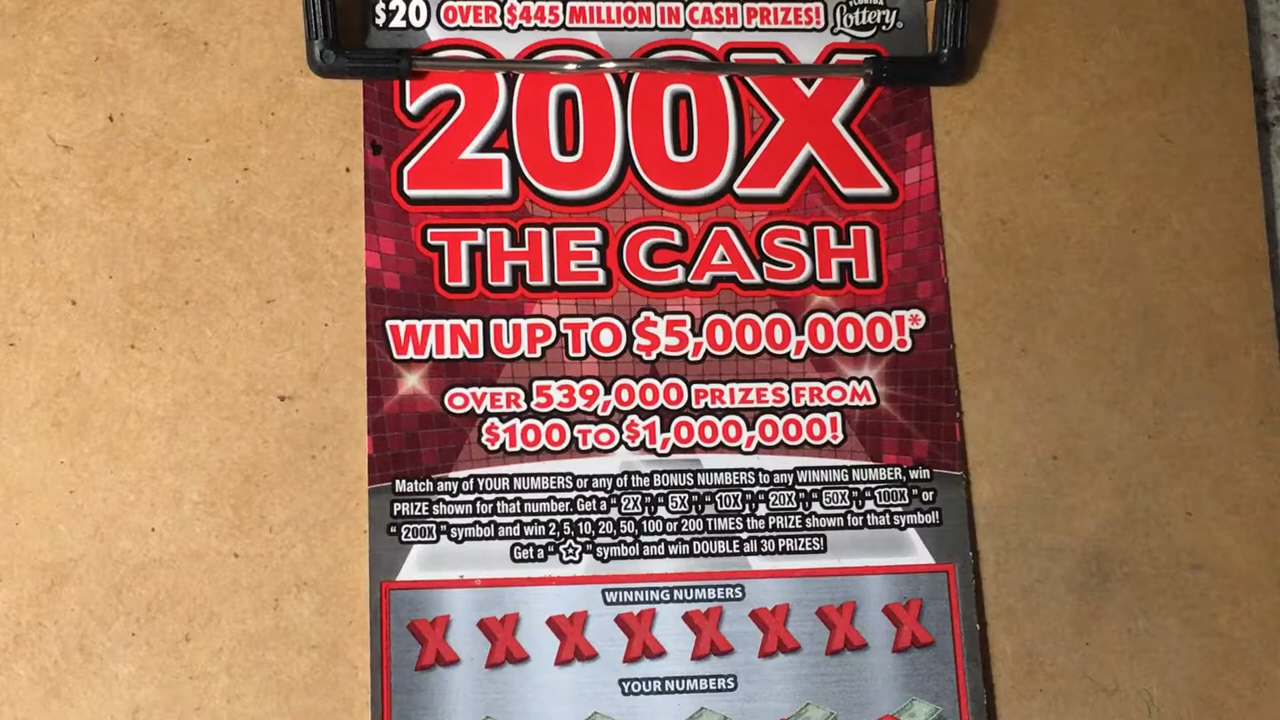 $20 OVER $445 MILLION IN CASH PRIZES! FLORIDA Lottery
200X
THE CASH
WIN UP TO $5,000,000!*
OVER 539,000 PRIZES FROM
$100 TO $1,000,000!
Match any of YOUR NUMBERS or any of the BONUS NUMBERS to any WINNING NUMBER, win
PRIZE shown for that number. Get a "2X", "5X", "10X", "20X", "50X", "100X" or
"200X" symbol and win 2, 5, 10, 20, 50, 100 or 200 TIMES the PRIZE shown for that symbol!
Get a "☆" symbol and win DOUBLE all 30 PRIZES!
WINNING NUMBERS
X X X X X X X X
YOUR NUMBERS